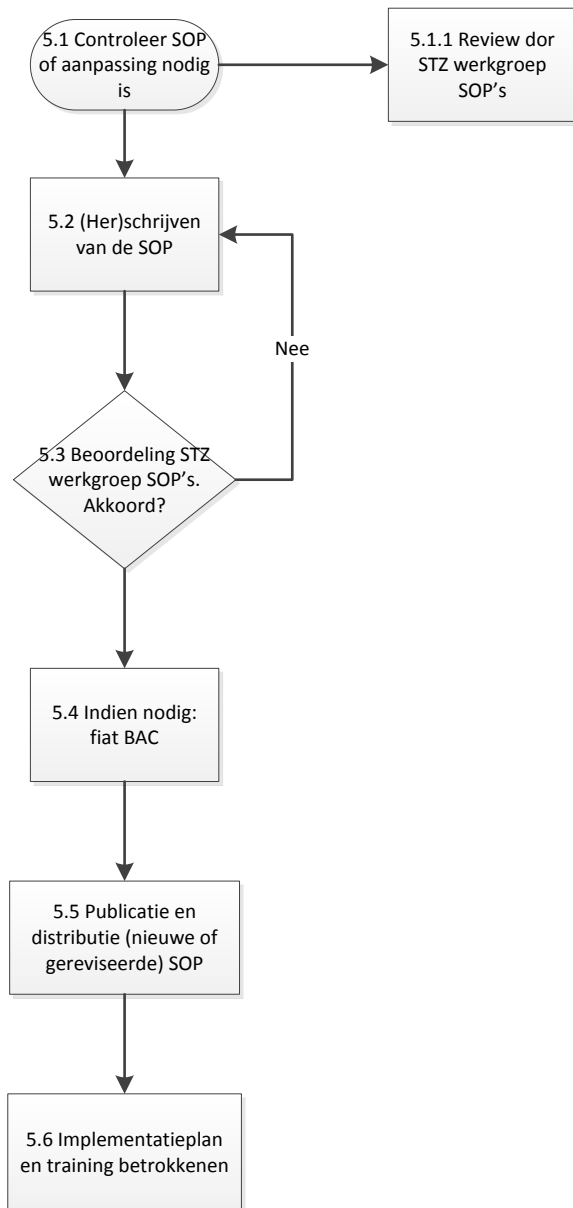 5.1 Controleer SOP
of aanpassing nodig
is
5.1.1 Review dor
STZ werkgroep
SOP's
5.2 (Her)schrijven
van de SOP
Nee
5.3 Beoordeling STZ
werkgroep SOP's.
Akkoord?
5.4 Indien nodig:
fiat BAC
5.5 Publicatie en
distributie (nieuwe of
gereviseerde) SOP
5.6 Implementatieplan
en training betrokkenen